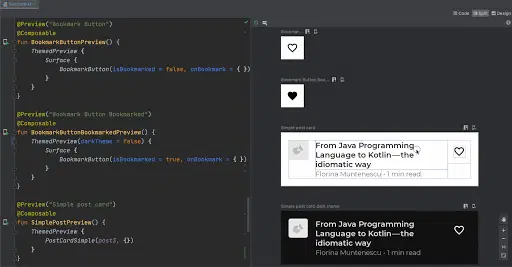 Code
Split
Design
@Preview("Bookmark Button")
@Composable
fun BookmarkButtonPreview() {
ThemedPreview {
Surface {
BookmarkButton(isBookmarked = false, onBookmark = { })
}
}
}
@Preview("Bookmark Button Bookmarked")
@Composable
fun BookmarkButtonBookmarkedPreview() {
ThemedPreview(darkTheme = false) {
Surface {
BookmarkButton(isBookmarked = true, onBookmark = { })
}
}
}
@Preview("Simple post card")
@Composable
fun SimplePostPreview() {
ThemedPreview {
PostCardSimple(post3, {})
}
}
Bookmark...
Bookmark Button Boo...
Simple post card
From Java Programming
Language to Kotlin — the
idiomatic way
Florina Muntenescu • 1 min read
Simple post card dark theme
From Java Programming
Language to Kotlin — the
idiomatic way
Florina Muntenescu • 1 min read